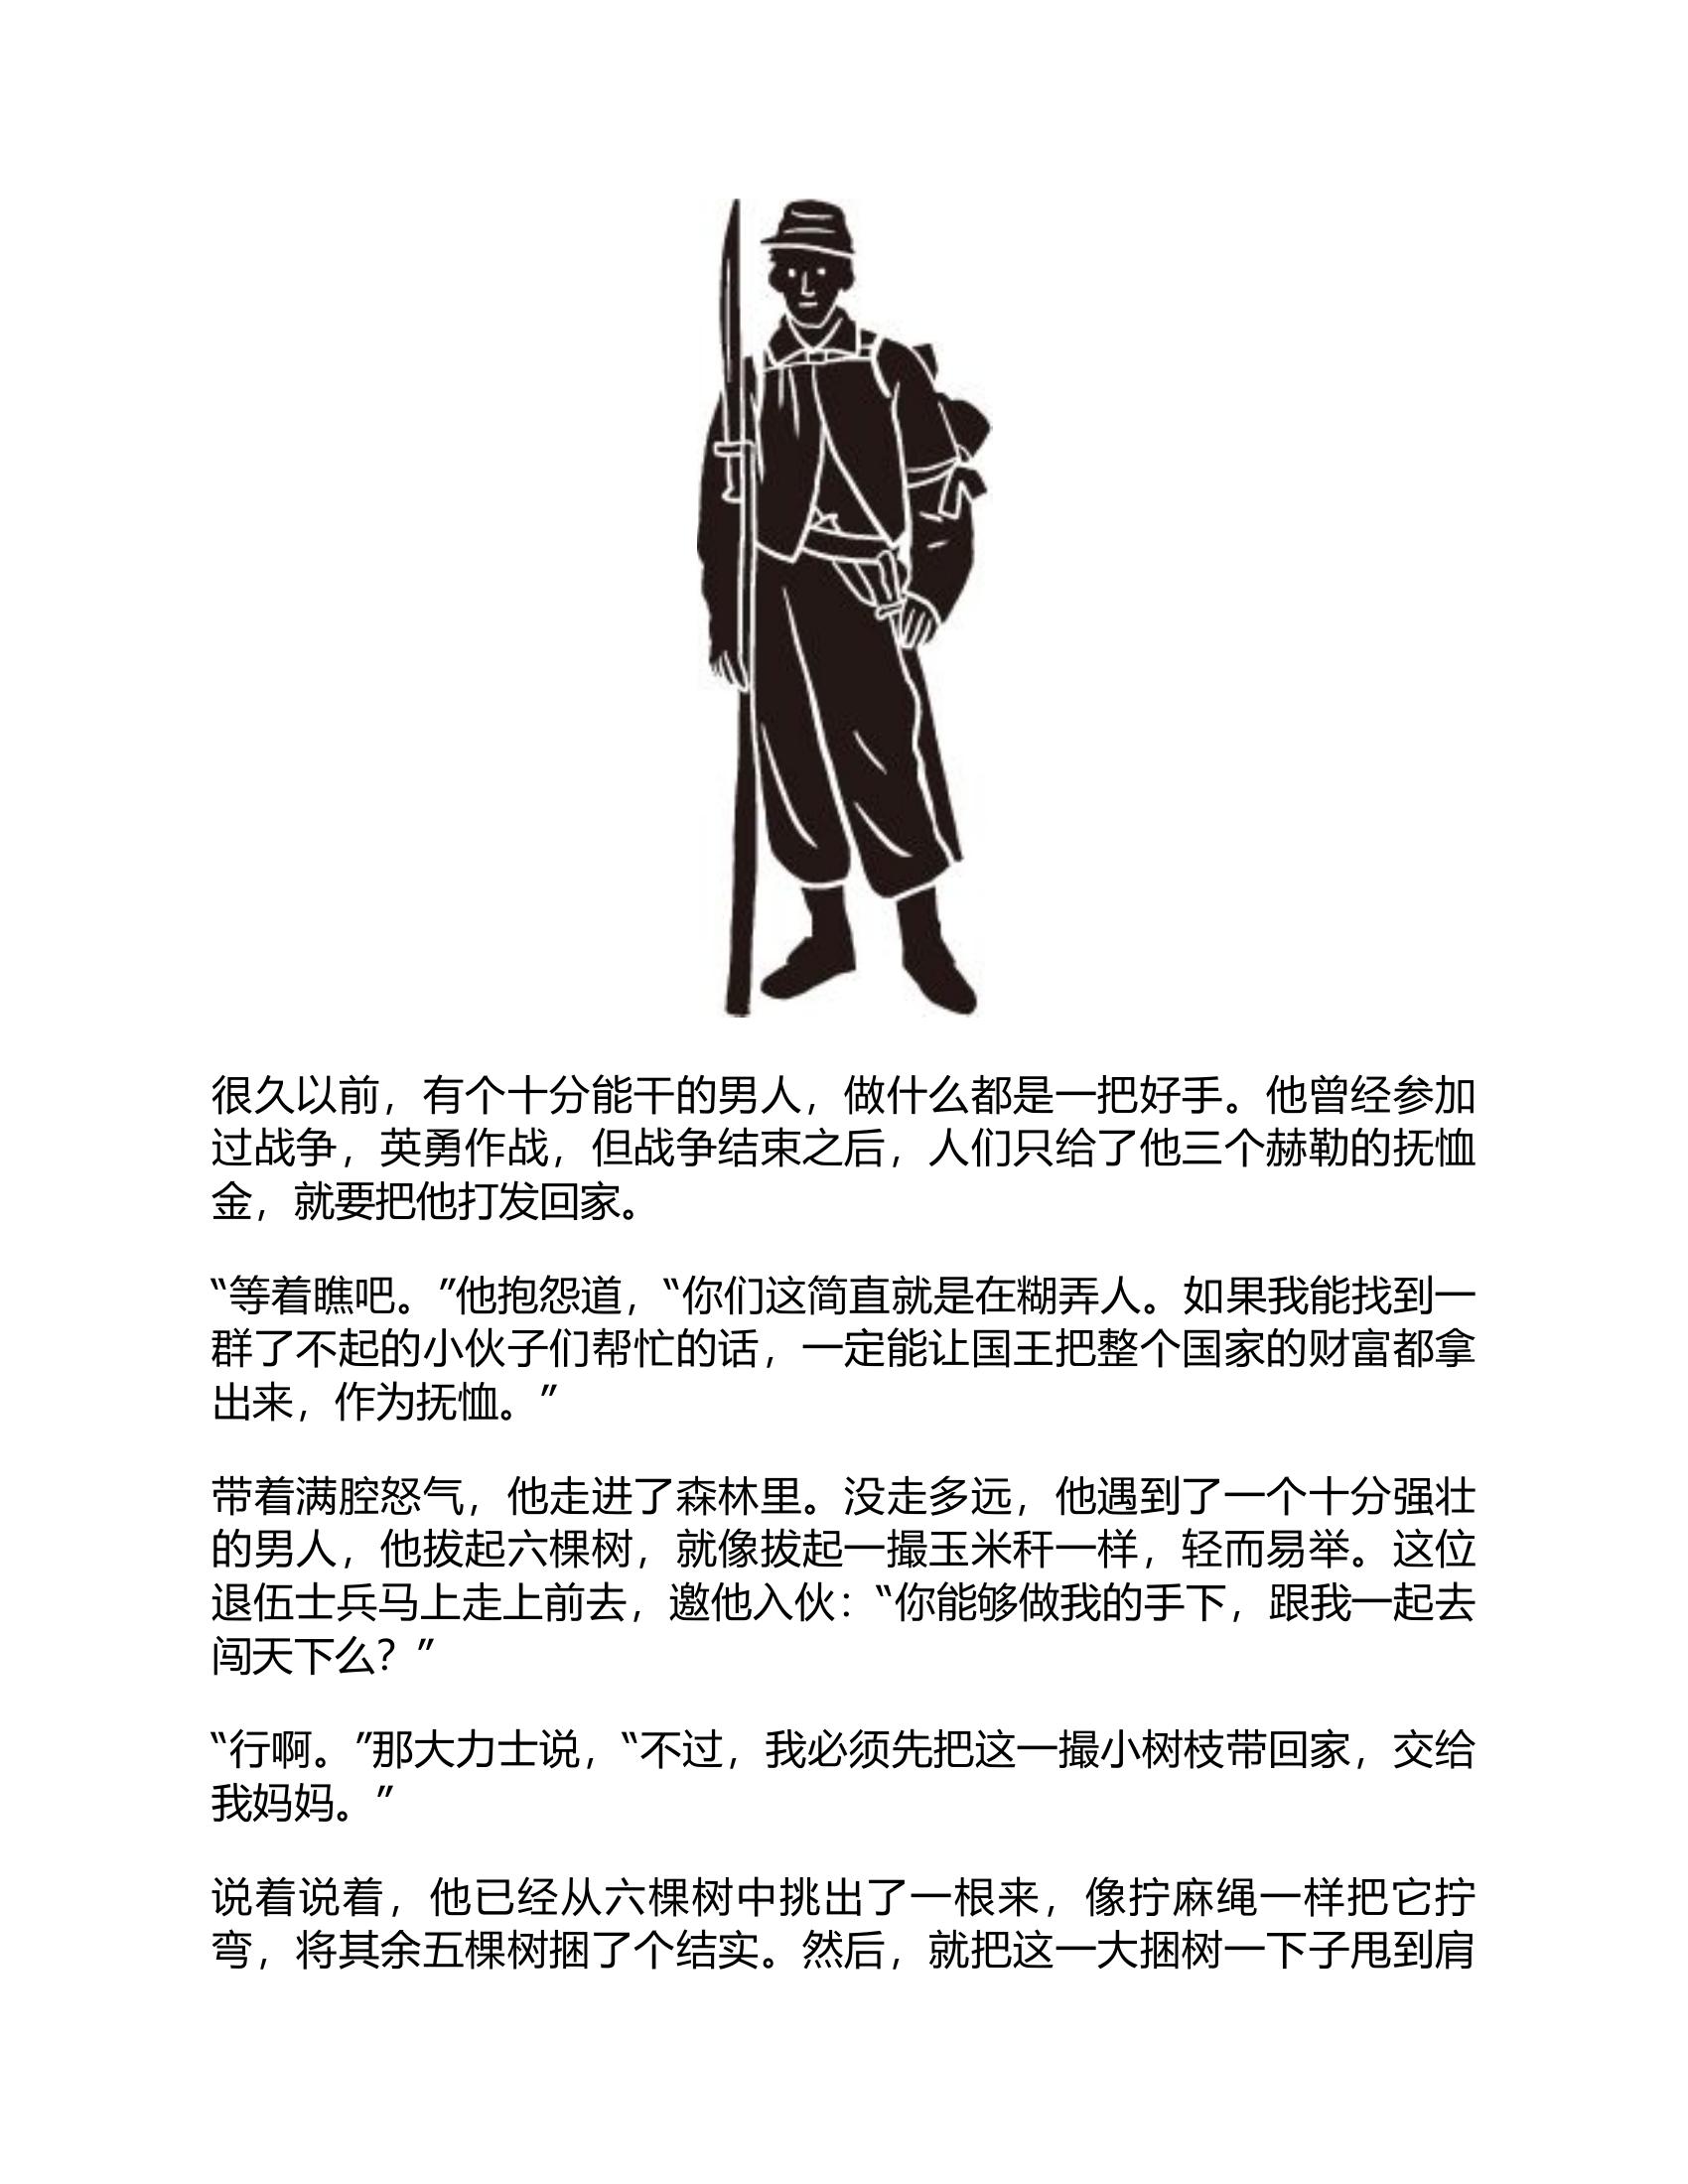 很久以前，有个十分能干的男人，做什么都是一把好手。他曾经参加
过战争，英勇作战，但战争结束之后，人们只给了他三个赫勒的抚恤
金，就要把他打发回家。
“等着瞧吧。”他抱怨道，“你们这简直就是在糊弄人。如果我能找到一
群了不起的小伙子们帮忙的话，一定能让国王把整个国家的财富都拿
出来，作为抚恤。”
带着满腔怒气，他走进了森林里。没走多远，他遇到了一个十分强壮
的男人，他拔起六棵树，就像拔起一撮玉米秆一样，轻而易举。这位
退伍士兵马上走上前去，邀他入伙：“你能够做我的手下，跟我一起去
闯天下么？”
“行啊。”那大力士说，“不过，我必须先把这一撮小树枝带回家，交给
我妈妈。”
说着说着，他已经从六棵树中挑出了一根来，像拧麻绳一样把它拧
弯，将其余五棵树捆了个结实。然后，就把这一大捆树一下子甩到肩